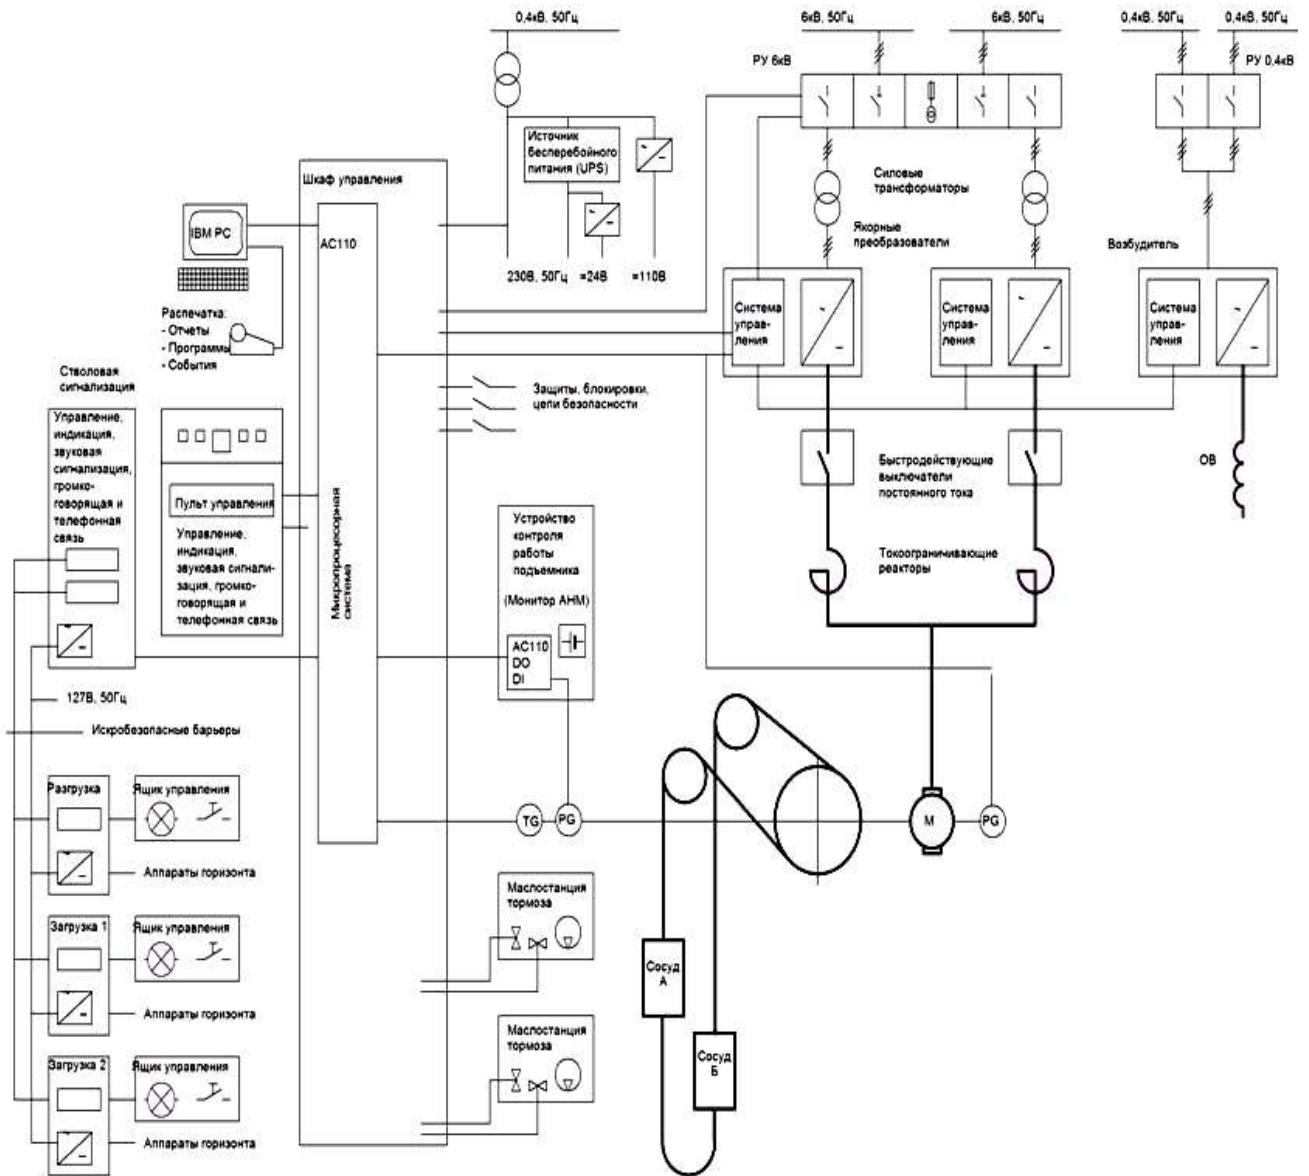 0,4кВ, 50Гц
6кВ, 50Гц
6кВ, 50Гц
0,4кВ, 50Гц
0,4кВ, 50Гц
РУ 6кВ
РУ 0,4кВ
Источник
бесперебойного
питания (UPS)
Шкаф управления
Силовые
трансформаторы
IBM PC
AC110
Якорные
преобразователи
Возбудитель
230В, 50Гц
=24В
=110В
Распечатка:
- Отчеты
- Программы
- События
Система
управ-
ления
Система
управ-
ления
Система
управ-
ления
Стволовая
сигнализация
Защиты, блокировки,
цепи безопасности
Управление,
индикация,
звуковая
сигнализация,
громко-
говорящая и
телефонная
связь
Быстродействующие
выключатели
постоянного тока
ОВ
Пульт управления
Управление,
индикация,
звуковая сигнали-
зация, громко-
говорящая и
телефонная связь
Микропроцесорная
система
Устройство
контроля
работы
подъемника
(Монитор АНМ)
AC110
DO
DI
Токоограничивающие
реакторы
127В, 50Гц
Искробезопасные барьеры
Разгрузка
Ящик управления
Аппараты горизонта
TG
PG
M
PG
Загрузка 1
Ящик управления
Аппараты горизонта
Маслостанция
тормоза
Сосуд
А
Загрузка 2
Ящик управления
Аппараты горизонта
Маслостанция
тормоза
Сосуд
Б